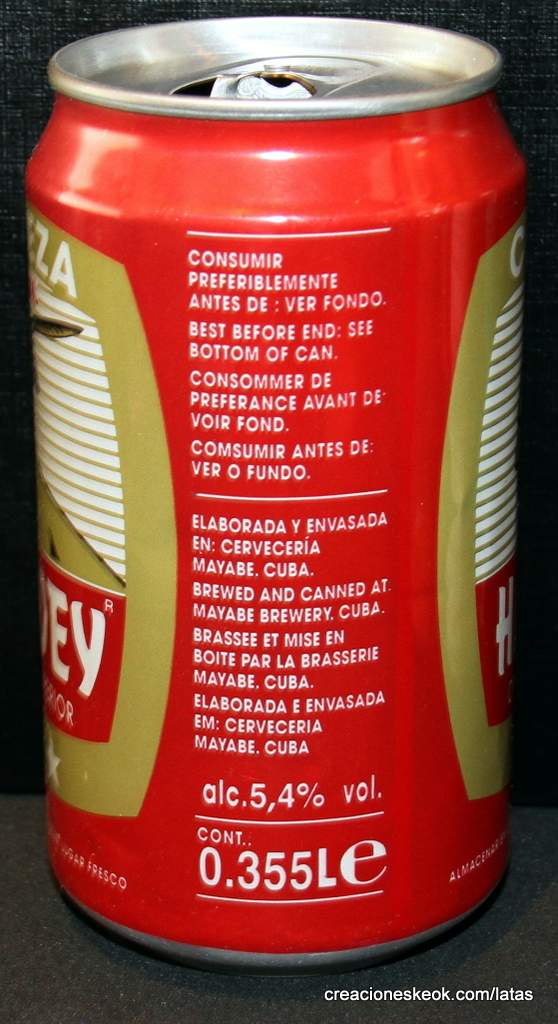 CONSUMIR
PREFERIBLEMENTE
ANTES DE : VER FONDO.
BEST BEFORE END: SEE
BOTTOM OF CAN.
CONSOMMER DE
PREFERANCE AVANT DE
VOIR FOND.
COMSUMIR ANTES DE:
VER O FUNDO.
ELABORADA Y ENVASADA
EN: CERVECERÍA
MAYABE. CUBA.
BREWED AND CANNED AT.
MAYABE BREWERY. CUBA.
BRASSEE ET MISE EN
BOITE PAR LA BRASSERIE
MAYABE. CUBA.
ELABORADA E ENVASADA
EM: CERVECERIA
MAYABE. CUBA
alc.5,4% vol.
CONT.:
0.355L e
FRESCO
ALMACENAR
creacioneskeok.com/latas